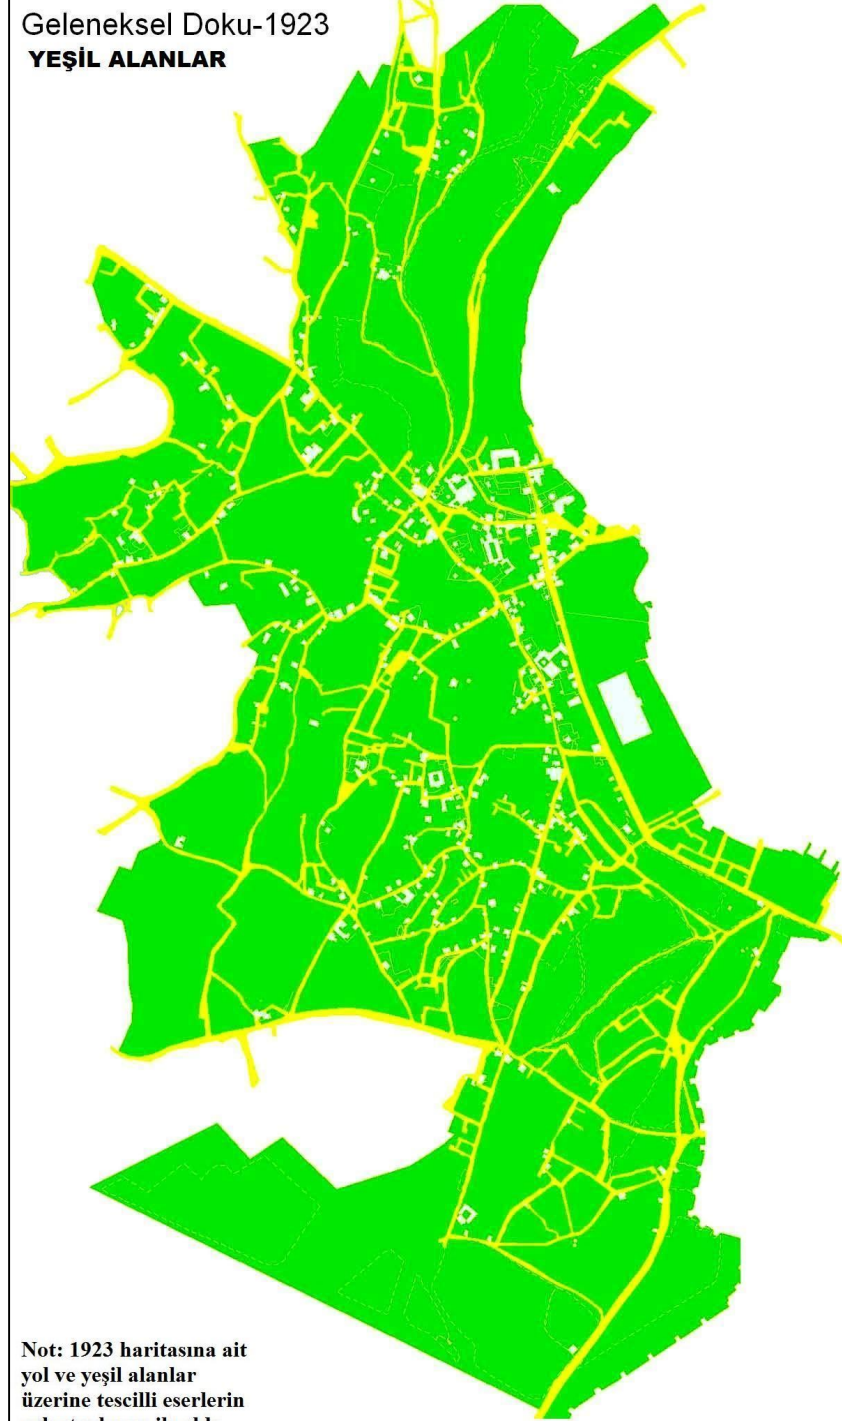 Geleneksel Doku-1923
YEŞİL ALANLAR
Not: 1923 haritasına ait
yol ve yeşil alanlar
üzerine tescilli eserlerin